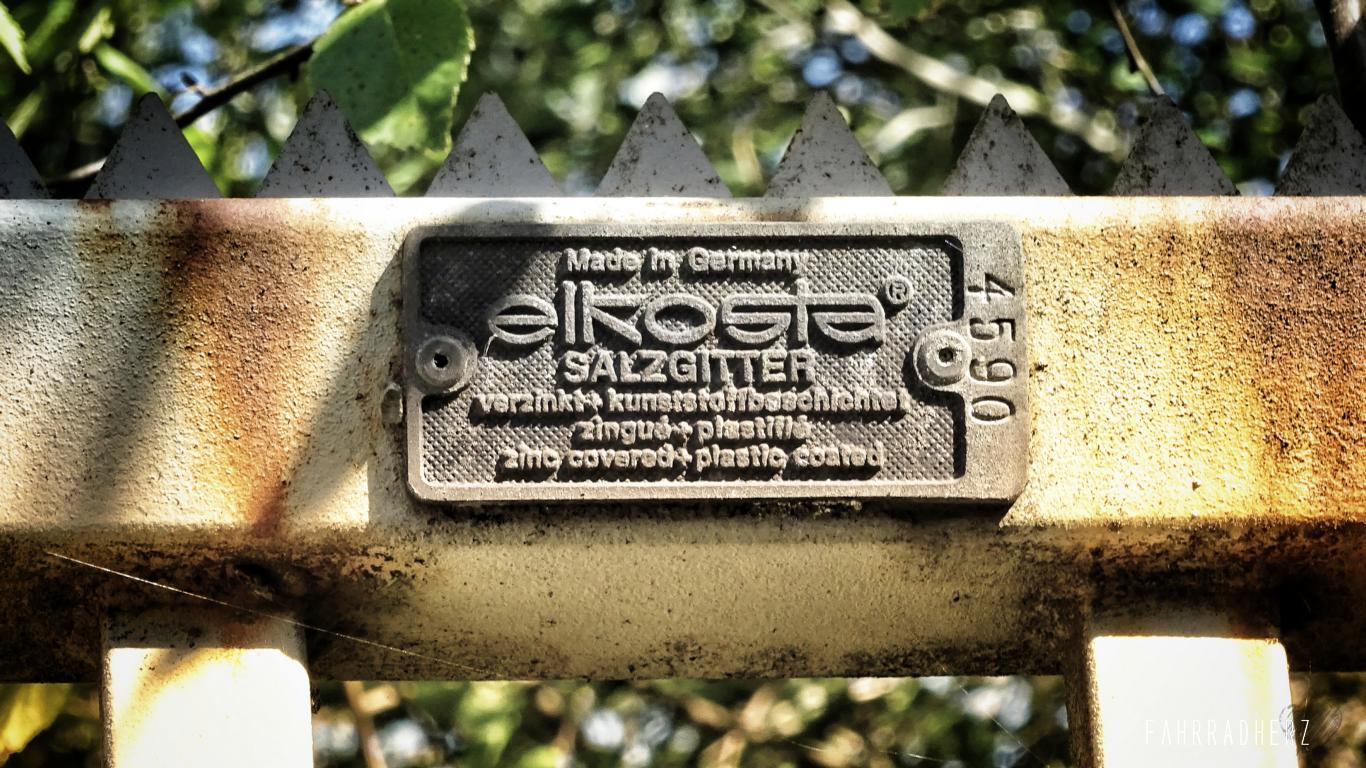 Made in Germany
elkosta®
SALZGITTER
verzinkt + kunststoffbeschichtet
zingué + plastifié
zinc covered + plastic coated
4590
FAHRRADHERZ